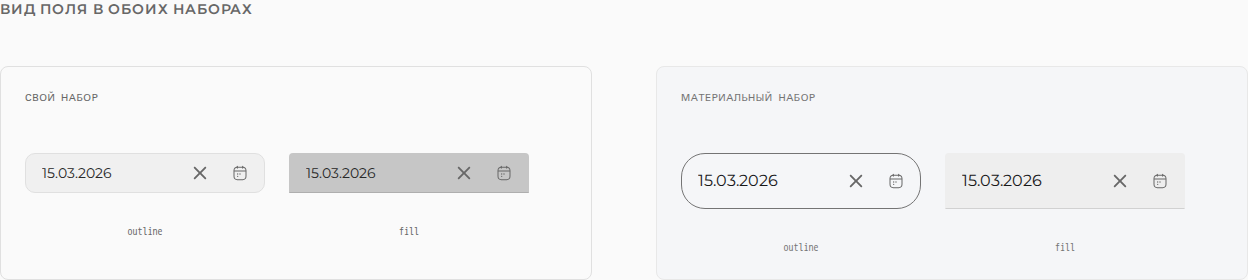 ВИД ПОЛЯ В ОБОИХ НАБОРАХ
СВОЙ НАБОР
15.03.2026
15.03.2026
outline
fill
МАТЕРИАЛЬНЫЙ НАБОР
15.03.2026
15.03.2026
outline
fill